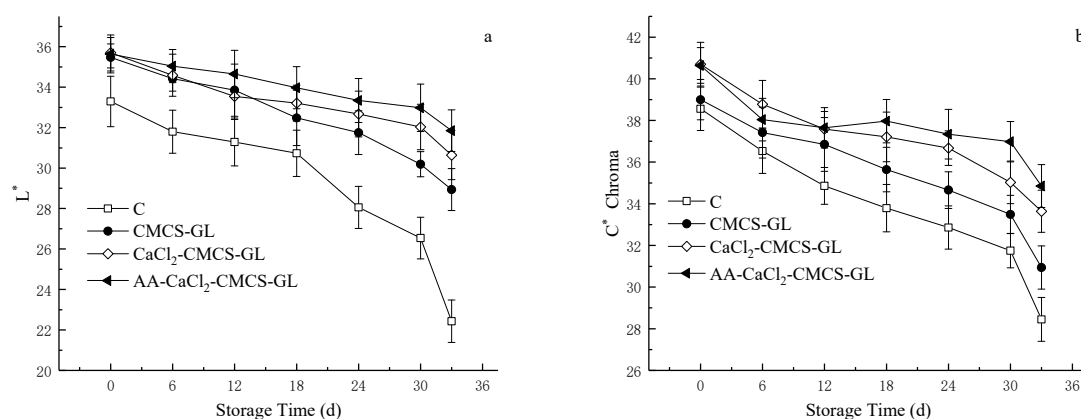 a
36
34
32
30
28
26
24
22
20
L*
C
CMCS-GL
CaCl2-CMCS-GL
AA-CaCl2-CMCS-GL
0 6 12 18 24 30 36
Storage Time (d)
b
42
40
38
36
34
32
30
28
26
C* Chroma
C
CMCS-GL
CaCl2-CMCS-GL
AA-CaCl2-CMCS-GL
0 6 12 18 24 30 36
Storage Time (d)